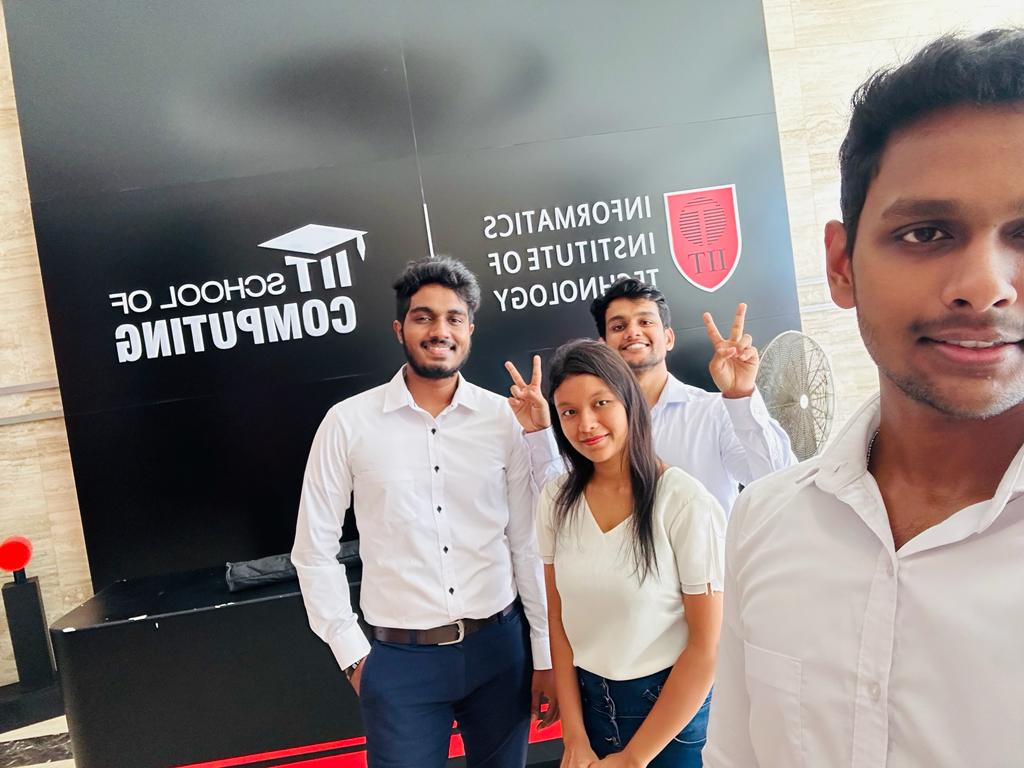 INFORMATICS
INSTITUTE OF
TECHNOLOGY
IIT
IIT SCHOOL OF
COMPUTING